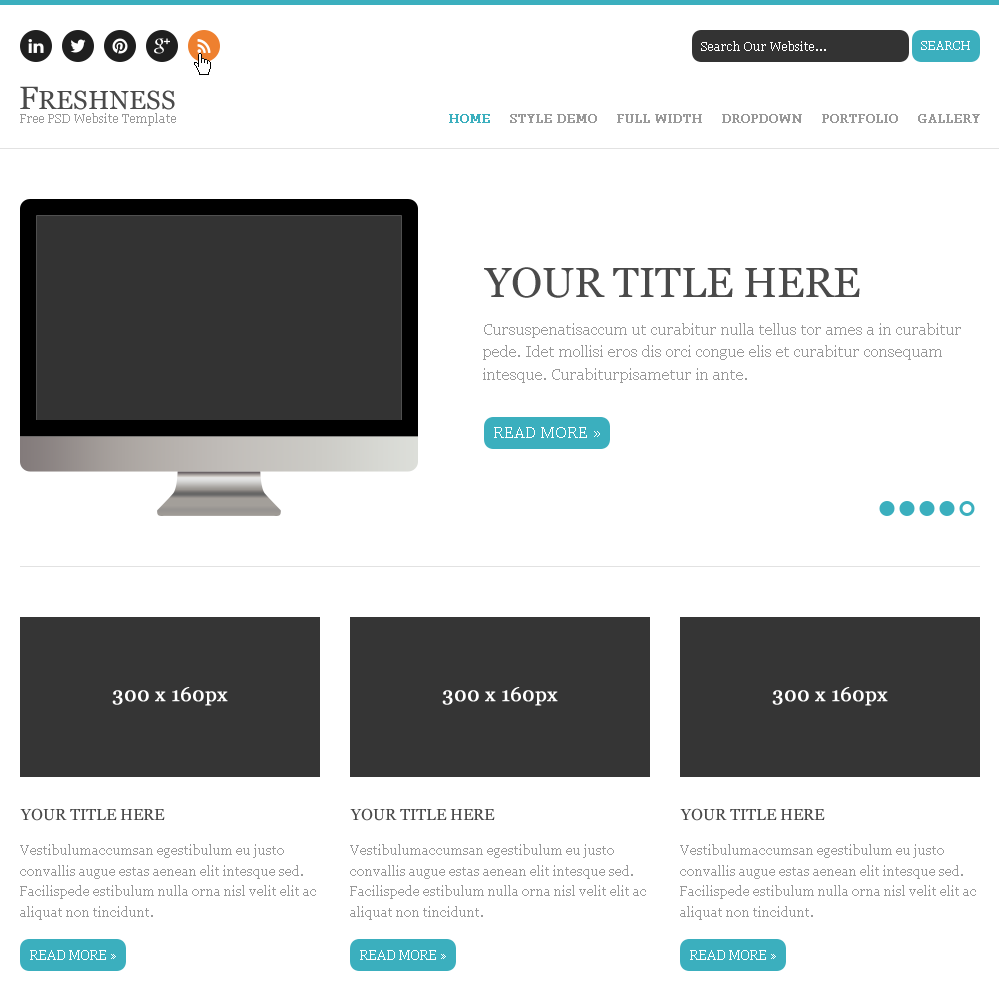 in
g+
Search Our Website...
SEARCH
FRESHNESS
Free PSD Website Template
HOME STYLE DEMO FULL WIDTH DROPDOWN PORTFOLIO GALLERY
YOUR TITLE HERE
Cursuspenatisaccum ut curabitur nulla tellus tor ames a in curabitur
pede. Idet mollisi eros dis orci congue elis et curabitur consequam
intesque. Curabiturpisametur in ante.
READ MORE »
300 x 160px
YOUR TITLE HERE
Vestibulumaccumsan egestibulum eu justo
convallis augue estas aenean elit intesque sed.
Facilispede estibulum nulla orna nisl velit elit ac
aliquat non tincidunt.
READ MORE »
300 x 160px
YOUR TITLE HERE
Vestibulumaccumsan egestibulum eu justo
convallis augue estas aenean elit intesque sed.
Facilispede estibulum nulla orna nisl velit elit ac
aliquat non tincidunt.
READ MORE »
300 x 160px
YOUR TITLE HERE
Vestibulumaccumsan egestibulum eu justo
convallis augue estas aenean elit intesque sed.
Facilispede estibulum nulla orna nisl velit elit ac
aliquat non tincidunt.
READ MORE »